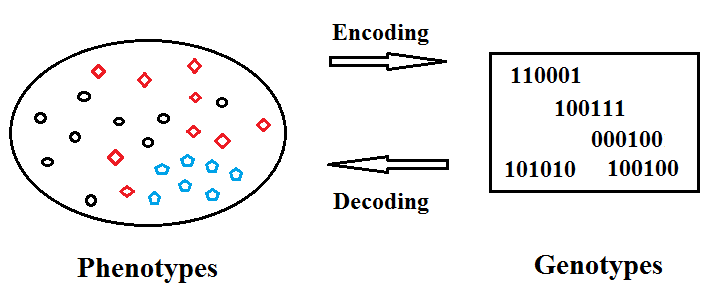 Encoding
110001
100111
000100
101010 100100
Decoding
Phenotypes
Genotypes